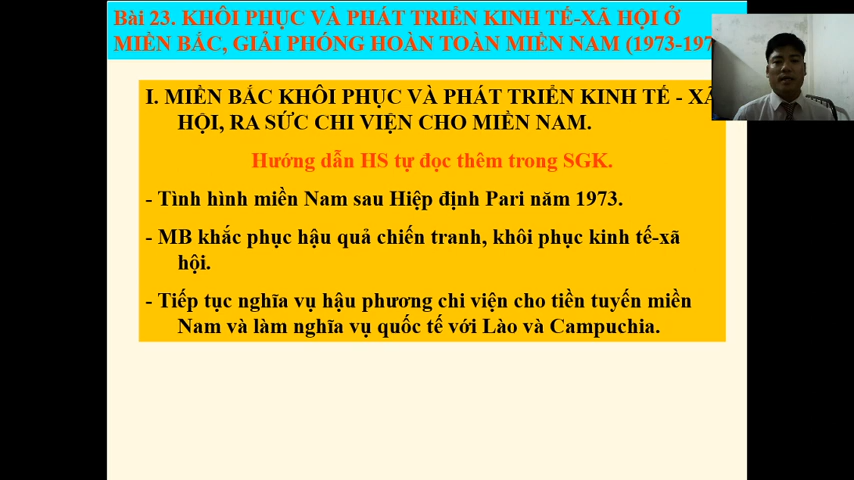 Bài 23. KHÔI PHỤC VÀ PHÁT TRIỂN KINH TẾ-XÃ HỘI Ở
MIỀN BẮC, GIẢI PHÓNG HOÀN TOÀN MIỀN NAM (1973-197
I. MIỀN BẮC KHÔI PHỤC VÀ PHÁT TRIỂN KINH TẾ - XÃ
HỘI, RA SỨC CHI VIỆN CHO MIỀN NAM.
Hướng dẫn HS tự đọc thêm trong SGK.
- Tình hình miền Nam sau Hiệp định Pari năm 1973.
- MB khắc phục hậu quả chiến tranh, khôi phục kinh tế-xã
hội.
- Tiếp tục nghĩa vụ hậu phương chi viện cho tiền tuyến miền
Nam và làm nghĩa vụ quốc tế với Lào và Campuchia.